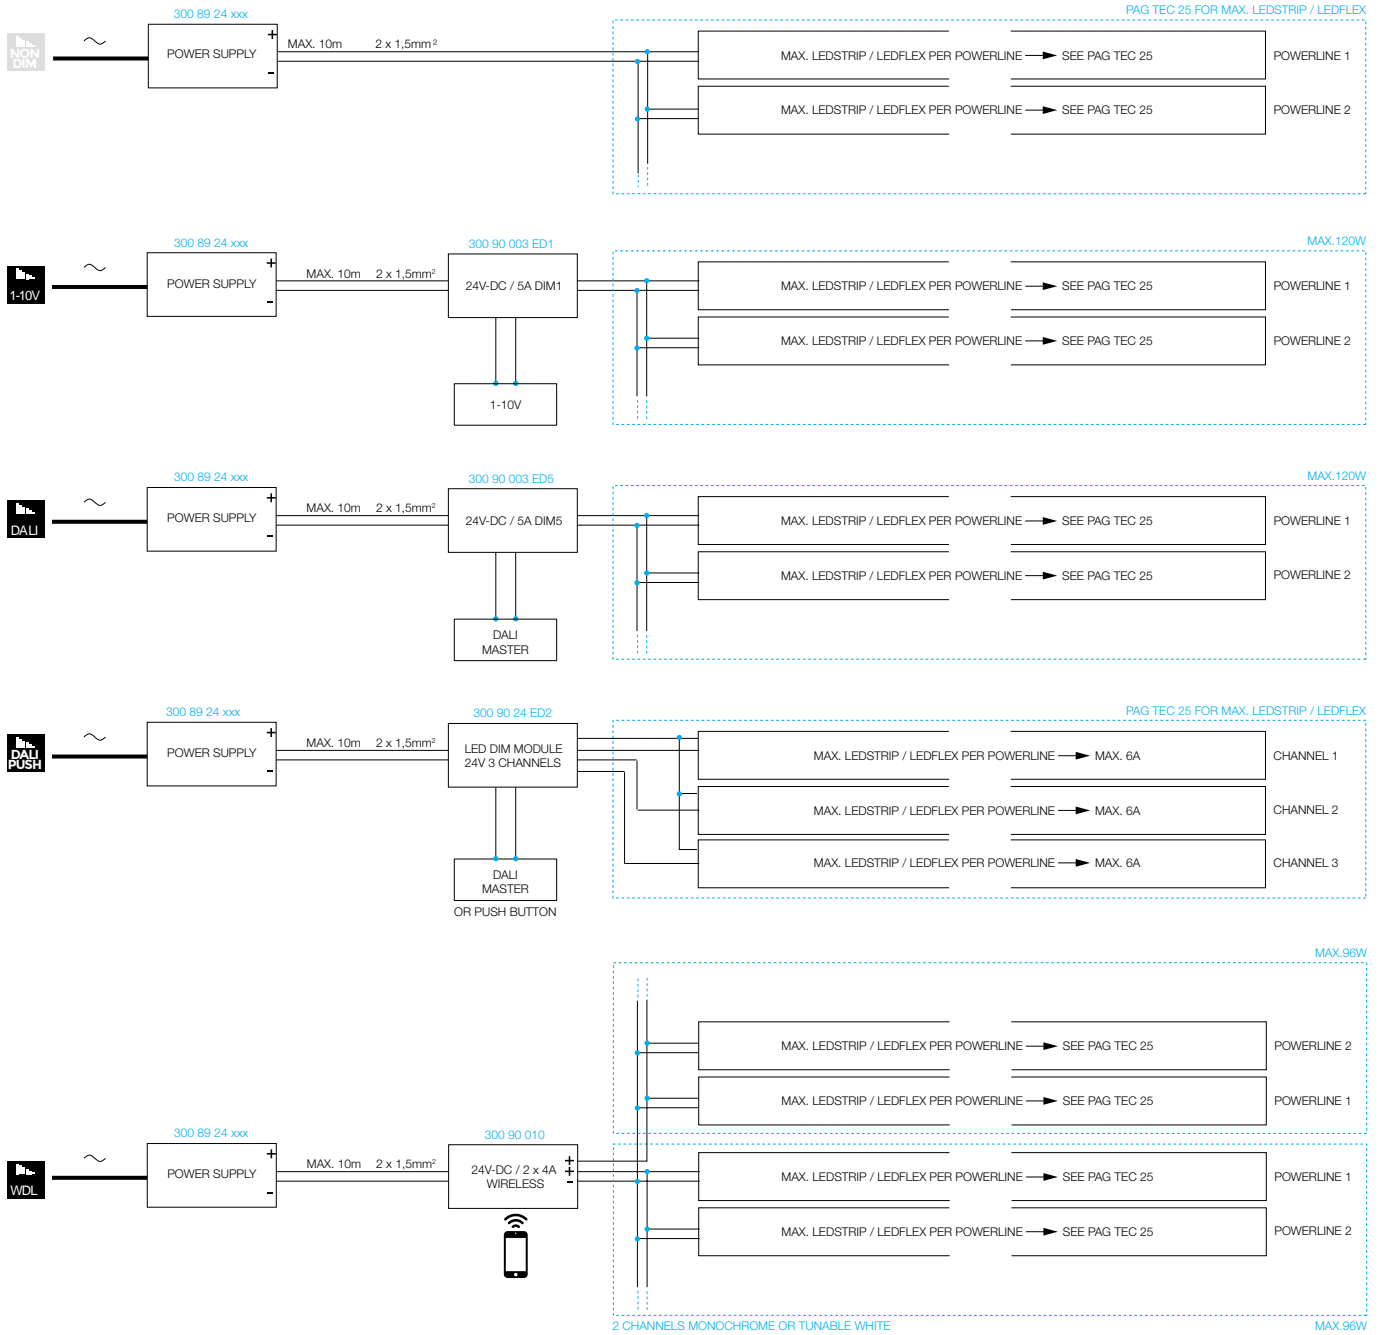 300 89 24 xxx
PAG TEC 25 FOR MAX. LEDSTRIP / LEDFLEX
NON
DIM
POWER SUPPLY
+
-
MAX. 10m 2 x 1,5mm²
MAX. LEDSTRIP / LEDFLEX PER POWERLINE SEE PAG TEC 25
POWERLINE 1
MAX. LEDSTRIP / LEDFLEX PER POWERLINE SEE PAG TEC 25
POWERLINE 2
300 89 24 xxx
300 90 003 ED1
MAX.120W
1-10V
POWER SUPPLY
+
-
MAX. 10m 2 x 1,5mm²
24V-DC / 5A DIM1
MAX. LEDSTRIP / LEDFLEX PER POWERLINE SEE PAG TEC 25
POWERLINE 1
MAX. LEDSTRIP / LEDFLEX PER POWERLINE SEE PAG TEC 25
POWERLINE 2
1-10V
300 89 24 xxx
300 90 003 ED5
MAX.120W
DALI
POWER SUPPLY
+
-
MAX. 10m 2 x 1,5mm²
24V-DC / 5A DIM5
MAX. LEDSTRIP / LEDFLEX PER POWERLINE SEE PAG TEC 25
POWERLINE 1
MAX. LEDSTRIP / LEDFLEX PER POWERLINE SEE PAG TEC 25
POWERLINE 2
DALI
MASTER
300 89 24 xxx
300 90 24 ED2
PAG TEC 25 FOR MAX. LEDSTRIP / LEDFLEX
DALI
PUSH
POWER SUPPLY
+
-
MAX. 10m 2 x 1,5mm²
LED DIM MODULE
24V 3 CHANNELS
MAX. LEDSTRIP / LEDFLEX PER POWERLINE MAX. 6A
CHANNEL 1
MAX. LEDSTRIP / LEDFLEX PER POWERLINE MAX. 6A
CHANNEL 2
MAX. LEDSTRIP / LEDFLEX PER POWERLINE MAX. 6A
CHANNEL 3
DALI
MASTER
OR PUSH BUTTON
MAX.96W
MAX. LEDSTRIP / LEDFLEX PER POWERLINE SEE PAG TEC 25
POWERLINE 2
MAX. LEDSTRIP / LEDFLEX PER POWERLINE SEE PAG TEC 25
POWERLINE 1
300 89 24 xxx
300 90 010
WDL
POWER SUPPLY
+
-
MAX. 10m 2 x 1,5mm²
24V-DC / 2 x 4A
WIRELESS
+
+
-
MAX. LEDSTRIP / LEDFLEX PER POWERLINE SEE PAG TEC 25
POWERLINE 1
MAX. LEDSTRIP / LEDFLEX PER POWERLINE SEE PAG TEC 25
POWERLINE 2
2 CHANNELS MONOCHROME OR TUNABLE WHITE
MAX.96W